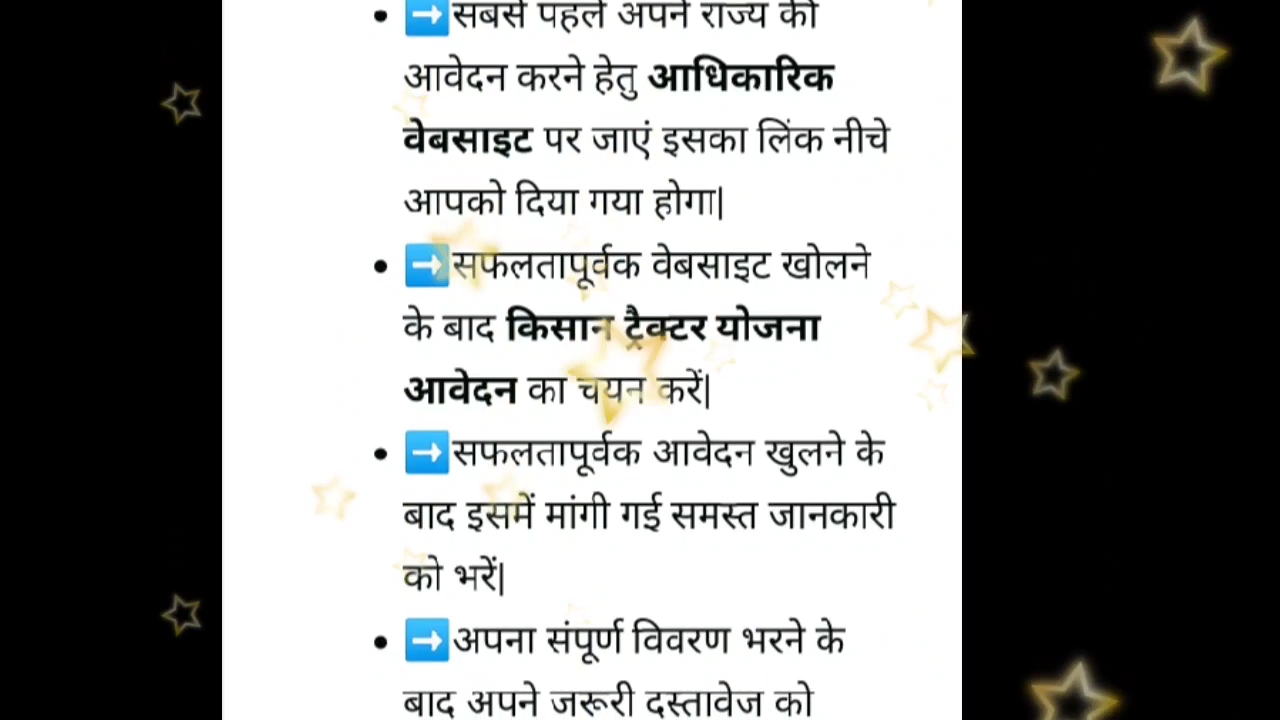 • ➡️सबसे पहले अपने राज्य की
आवेदन करने हेतु आधिकारिक
वेबसाइट पर जाएं इसका लिंक नीचे
आपको दिया गया होगा|
• ➡️सफलतापूर्वक वेबसाइट खोलने
के बाद किसान ट्रैक्टर योजना
आवेदन का चयन करें|
• ➡️सफलतापूर्वक आवेदन खुलने के
बाद इसमें मांगी गई समस्त जानकारी
को भरें|
• ➡️अपना संपूर्ण विवरण भरने के
बाद अपने जरूरी दस्तावेज को